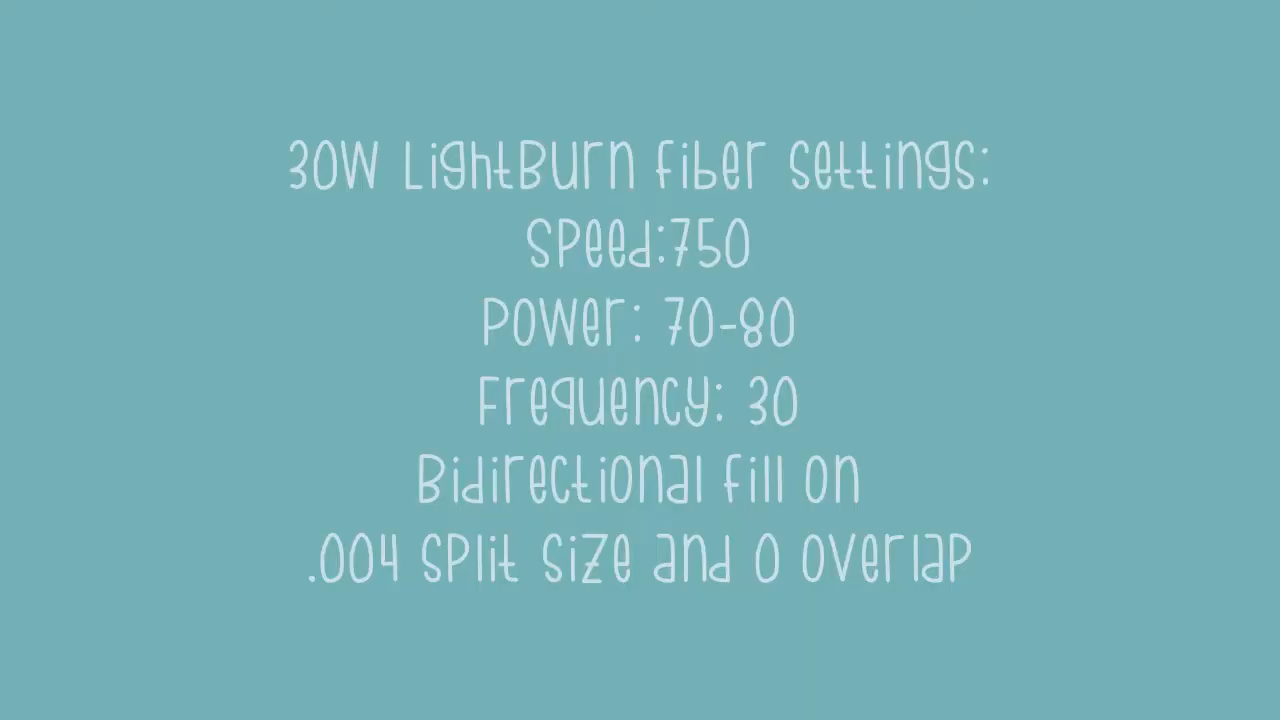 30W LightBurn fiber settings:
Speed:750
Power: 70-80
Frequency: 30
Bidirectional fill on
.004 split size and 0 overlap